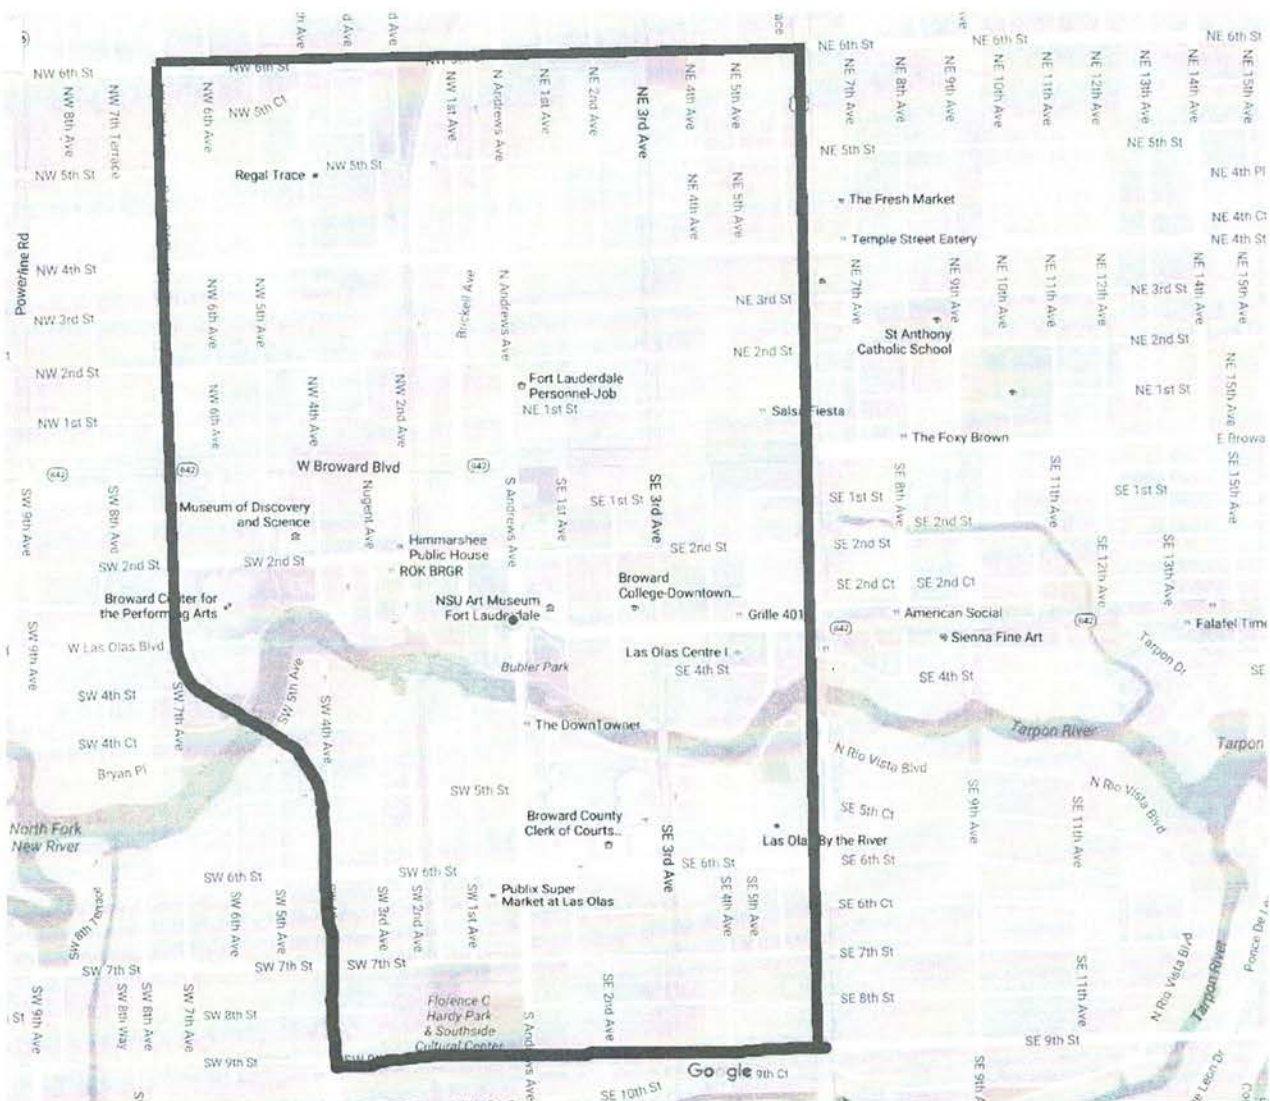 NW 6th St
NW 6th St
NE 6th St
NE 6th St
NE 6th St
NW 8th Ave
NW 7th Terrace
NW 6th Ave
NW 5th Ct
NW 1st Ave
N Andrews Ave
NE 1st Ave
NE 2nd Ave
NE 3rd Ave
NE 4th Ave
NE 5th Ave
NE 7th Ave
NE 8th Ave
NE 9th Ave
NE 10th Ave
NE 11th Ave
NE 12th Ave
NE 13th Ave
NE 14th Ave
NE 15th Ave
NE 5th St
NE 5th St
NW 5th St
Regal Trace
NW 5th St
NE 4th Ave
NE 5th Ave
NE 4th Pl
The Fresh Market
NE 4th Ct
Temple Street Eatery
NE 4th St
Powerline Rd
NW 4th St
NW 6th Ave
NW 5th Ave
Brickell Av
N Andrews Ave
NE 7th Ave
NE 9th Ave
NE 10th Ave
NE 11th Ave
NE 12th Ave
NE 14th Ave
NE 15th Ave
NE 3rd St
NE 3rd St
NW 3rd St
St Anthony
Catholic School
NE 2nd St
NE 2nd St
NW 2nd St
NW 6th Ave
NW 4th Ave
NW 2nd Ave
Fort Lauderdale
Personnel-Job
NE 1st St
NE 1st St
NE 15th Ave
Salsa Fiesta
NW 1st St
The Foxy Brown
E Browa
642
642
W Broward Blvd
642
SW 9th Ave
SW 8th Ave
Museum of Discovery
and Science
Nugent Ave
S Andrews Ave
SE 1st Ave
SE 1st St
SE 3rd Ave
SE 1st St
SE 8th Ave
SE 11th Ave
SE 1st St
SE 15th Ave
SE 2nd St
Himmarshee
Public House
SE 2nd St
SE 2nd St
SW 2nd St
SW 2nd St
ROK BRGR
Broward
College-Downtown...
SE 2nd Ct
SE 2nd Ct
SE 12th Ave
SE 13th Ave
Broward Center for
the Performing Arts
NSU Art Museum
Fort Lauderdale
Grille 401
American Social
642
642
Falafel Time
SW 9th Ave
W Las Olas Blvd
Sienna Fine Art
Las Olas Centre I
SE 4th St
SE 4th St
Tarpon Dr
SE
Bubier Park
SW 4th St
SW 7th Ave
SW 5th Ave
SW 4th Ave
The DownTowner
Tarpon River
Tarpon
SW 4th Ct
Bryan Pl
N Rio Vista Blvd
N Rio Vista Blvd
SW 5th St
SE 5th Ct
SE 9th Ave
SE 11th Ave
North Fork
New River
Broward County
Clerk of Courts...
SE 3rd Ave
Las Olas By the River
SE 6th St
SE 6th St
SW 6th St
SW 6th St
SW 8th Terrace
SW 6th Ave
SW 5th Ave
SW 3rd Ave
SW 2nd Ave
SW 1st Ave
Publix Super
Market at Las Olas
SE 4th Ave
SE 5th Ave
SE 6th Ct
SE 7th St
SW 7th St
SW 7th St
SW 7th St
SE 8th St
SW 9th Ave
SW 8th Way
SW 8th Ave
SW 7th Ave
SW 8th St
St
Florence C
Hardy Park
& Southside
Cultural Center
SE 2nd Ave
S Andrews Ave
SE 11th Ave
N Rio Vista Blvd
Tarpon River
Ponce De Le
SE 9th St
SW 9th St
Google
9th Ct
SE 10th St
SE 9th A
e Leon Dr